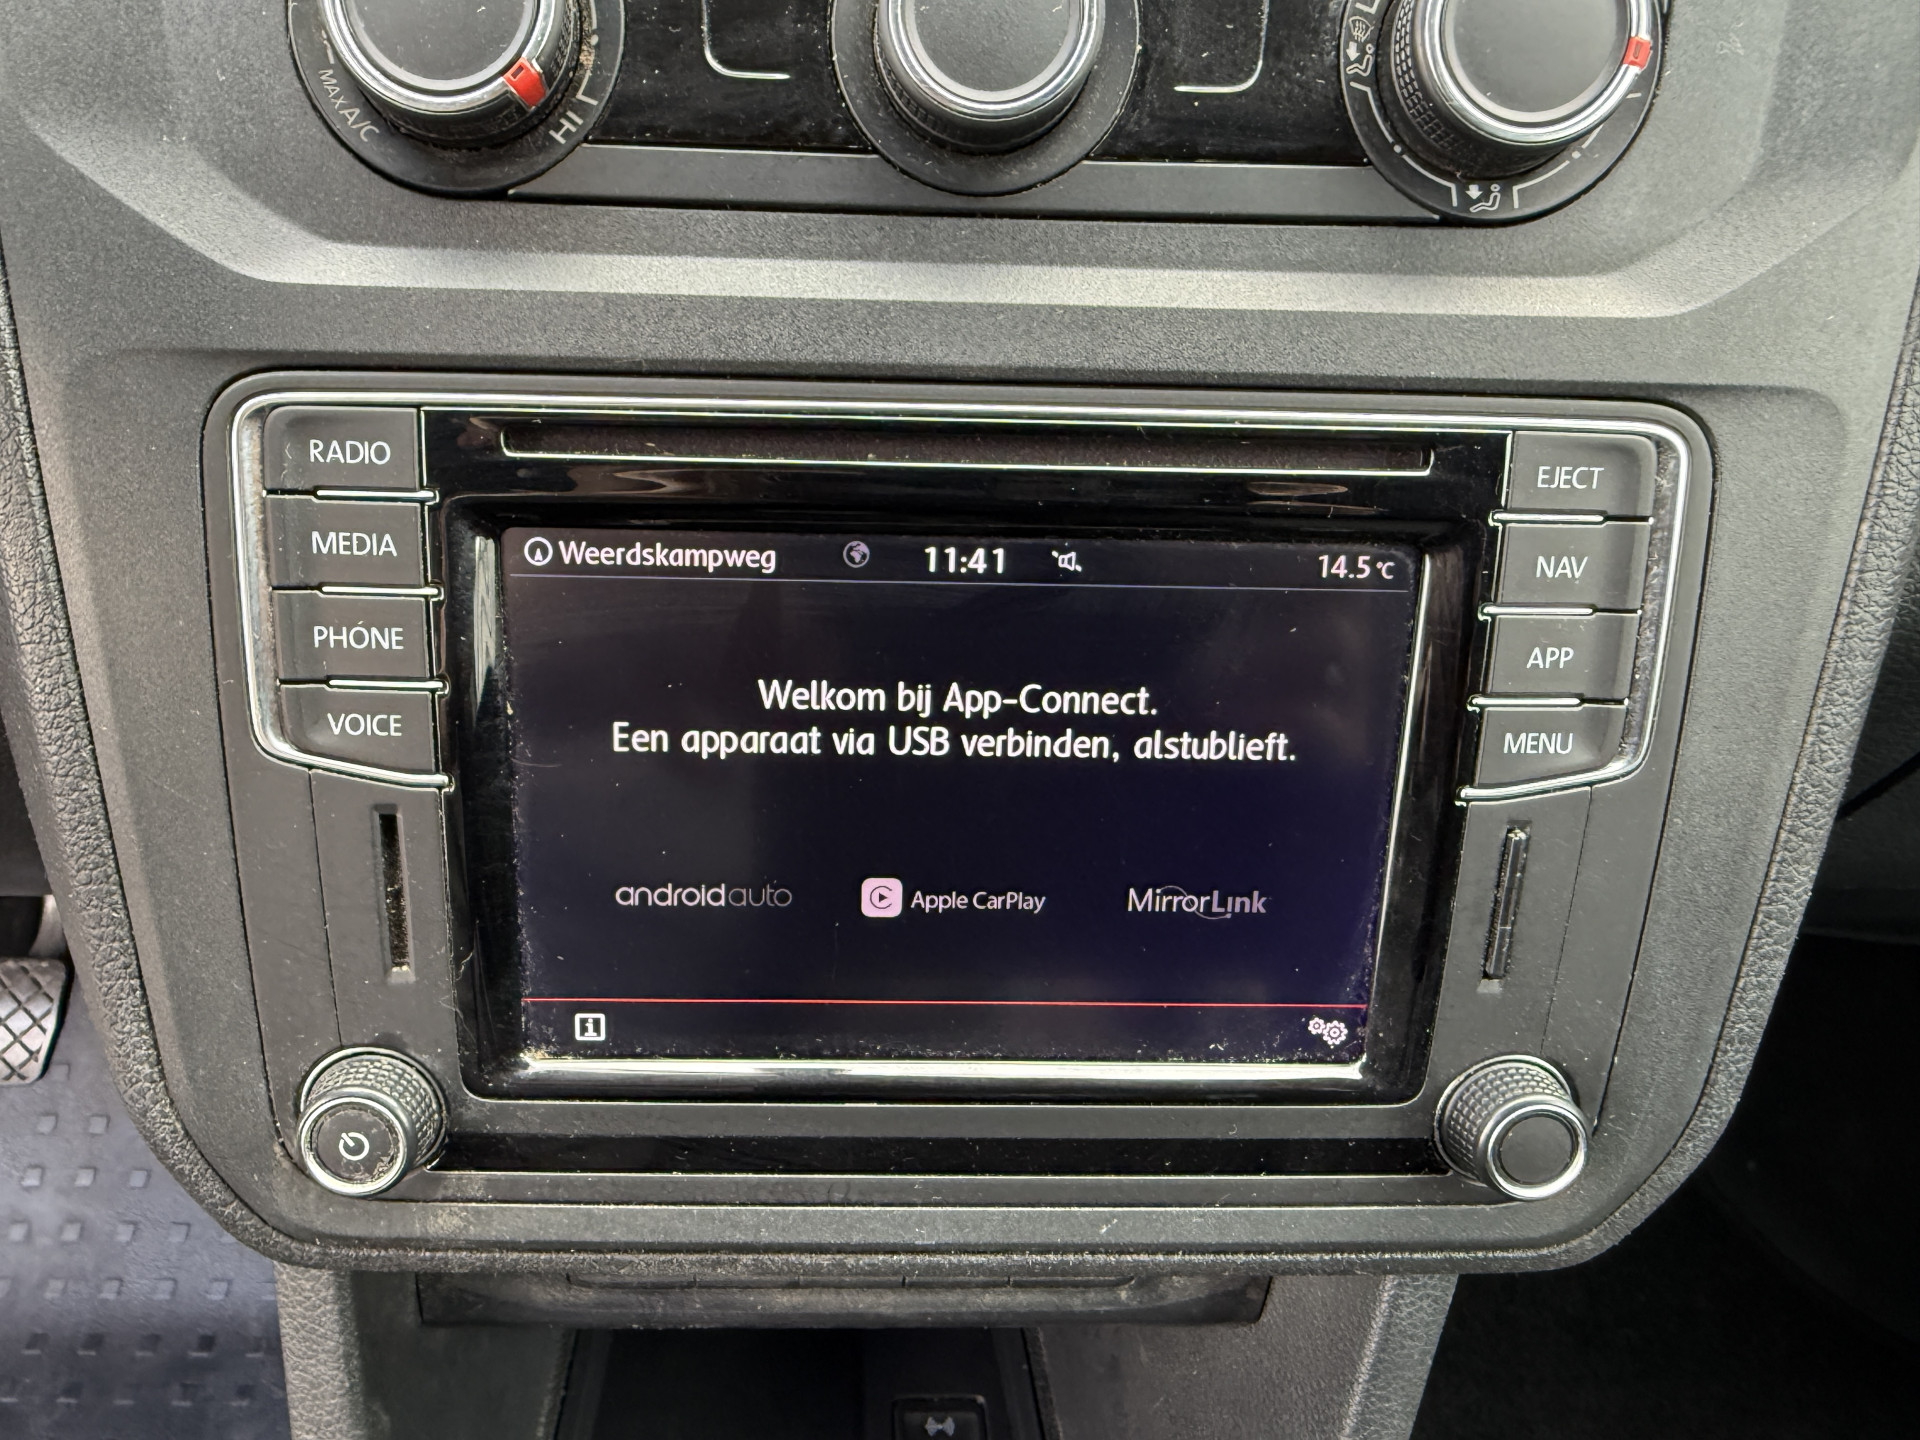 MAX A/C
HI
RADIO
MEDIA
PHONE
VOICE
EJECT
NAV
APP
MENU
Weerdskampweg 11:41 14.5°C
Welkom bij App-Connect.
Een apparaat via USB verbinden, alstublieft.
androidauto Apple CarPlay MirrorLink